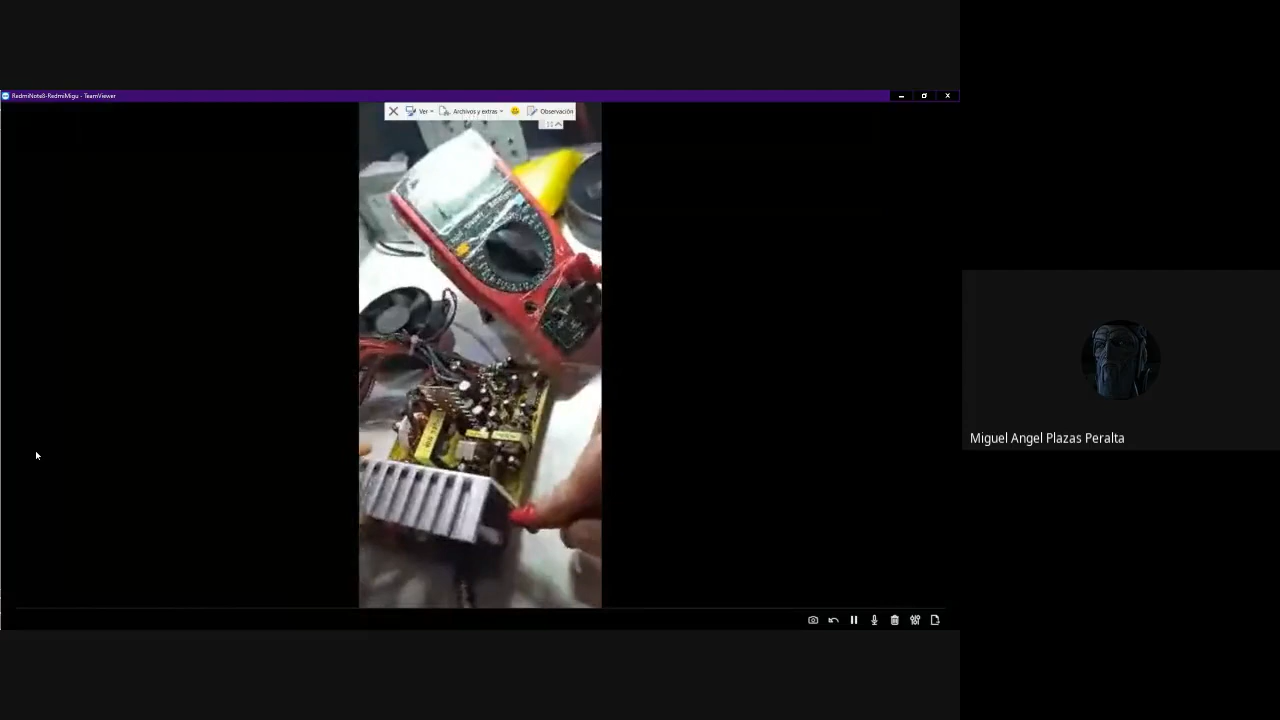 RedmiNote8-RedmiMigu - TeamViewer
Ver
Archivos y extras
Observación
Miguel Angel Plazas Peralta